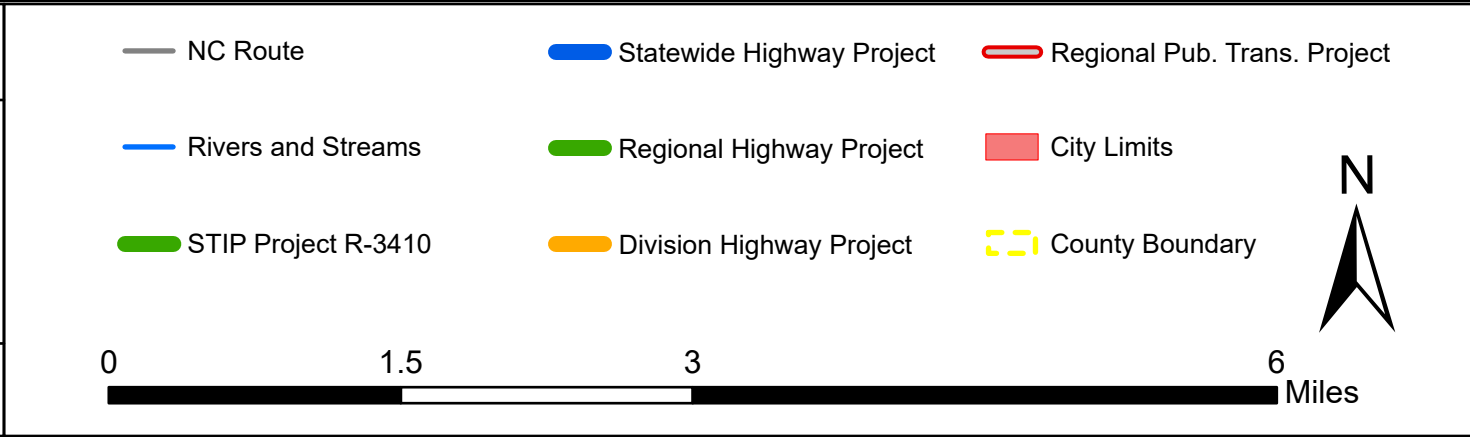 NC Route
Statewide Highway Project
Regional Pub. Trans. Project
Rivers and Streams
Regional Highway Project
City Limits
N
STIP Project R-3410
Division Highway Project
County Boundary
0 1.5 3 6
Miles